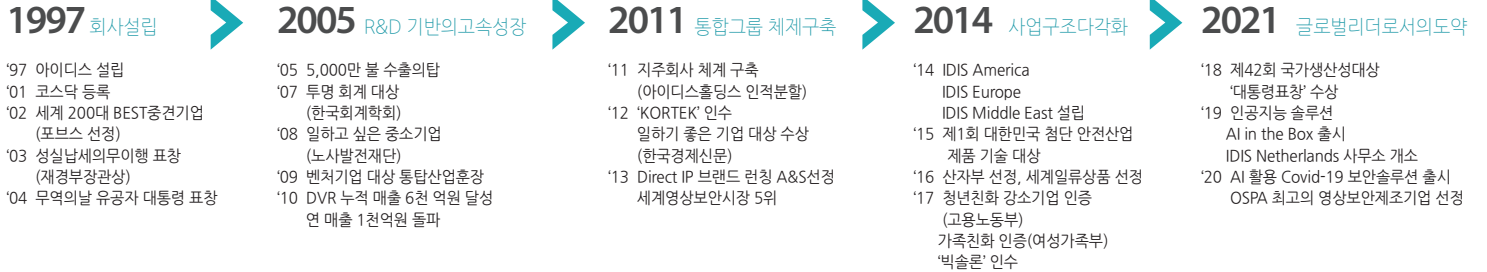 1997 회사설립
‘97 아이디스 설립
‘01 코스닥 등록
‘02 세계 200대 BEST중견기업
(포브스 선정)
‘03 성실납세의무이행 표창
(재경부장관상)
‘04 무역의날 유공자 대통령 표창
2005 R&D 기반의고속성장
‘05 5,000만 불 수출의탑
‘07 투명 회계 대상
(한국회계학회)
‘08 일하고 싶은 중소기업
(노사발전재단)
‘09 벤처기업 대상 통탑산업훈장
‘10 DVR 누적 매출 6천 억원 달성
연 매출 1천억원 돌파
2011 통합그룹 체제구축
‘11 지주회사 체계 구축
(아이디스홀딩스 인적분할)
‘12 ‘KORTEK’ 인수
일하기 좋은 기업 대상 수상
(한국경제신문)
‘13 Direct IP 브랜드 런칭 A&S선정
세계영상보안시장 5위
2014 사업구조다각화
‘14 IDIS America
IDIS Europe
IDIS Middle East 설립
‘15 제1회 대한민국 첨단 안전산업
제품 기술 대상
‘16 산자부 선정, 세계일류상품 선정
‘17 청년친화 강소기업 인증
(고용노동부)
가족친화 인증(여성가족부)
‘빅솔론’ 인수
2021 글로벌리더로서의도약
‘18 제42회 국가생산성대상
‘대통령표창’ 수상
‘19 인공지능 솔루션
AI in the Box 출시
IDIS Netherlands 사무소 개소
‘20 AI 활용 Covid-19 보안솔루션 출시
OSPA 최고의 영상보안제조기업 선정